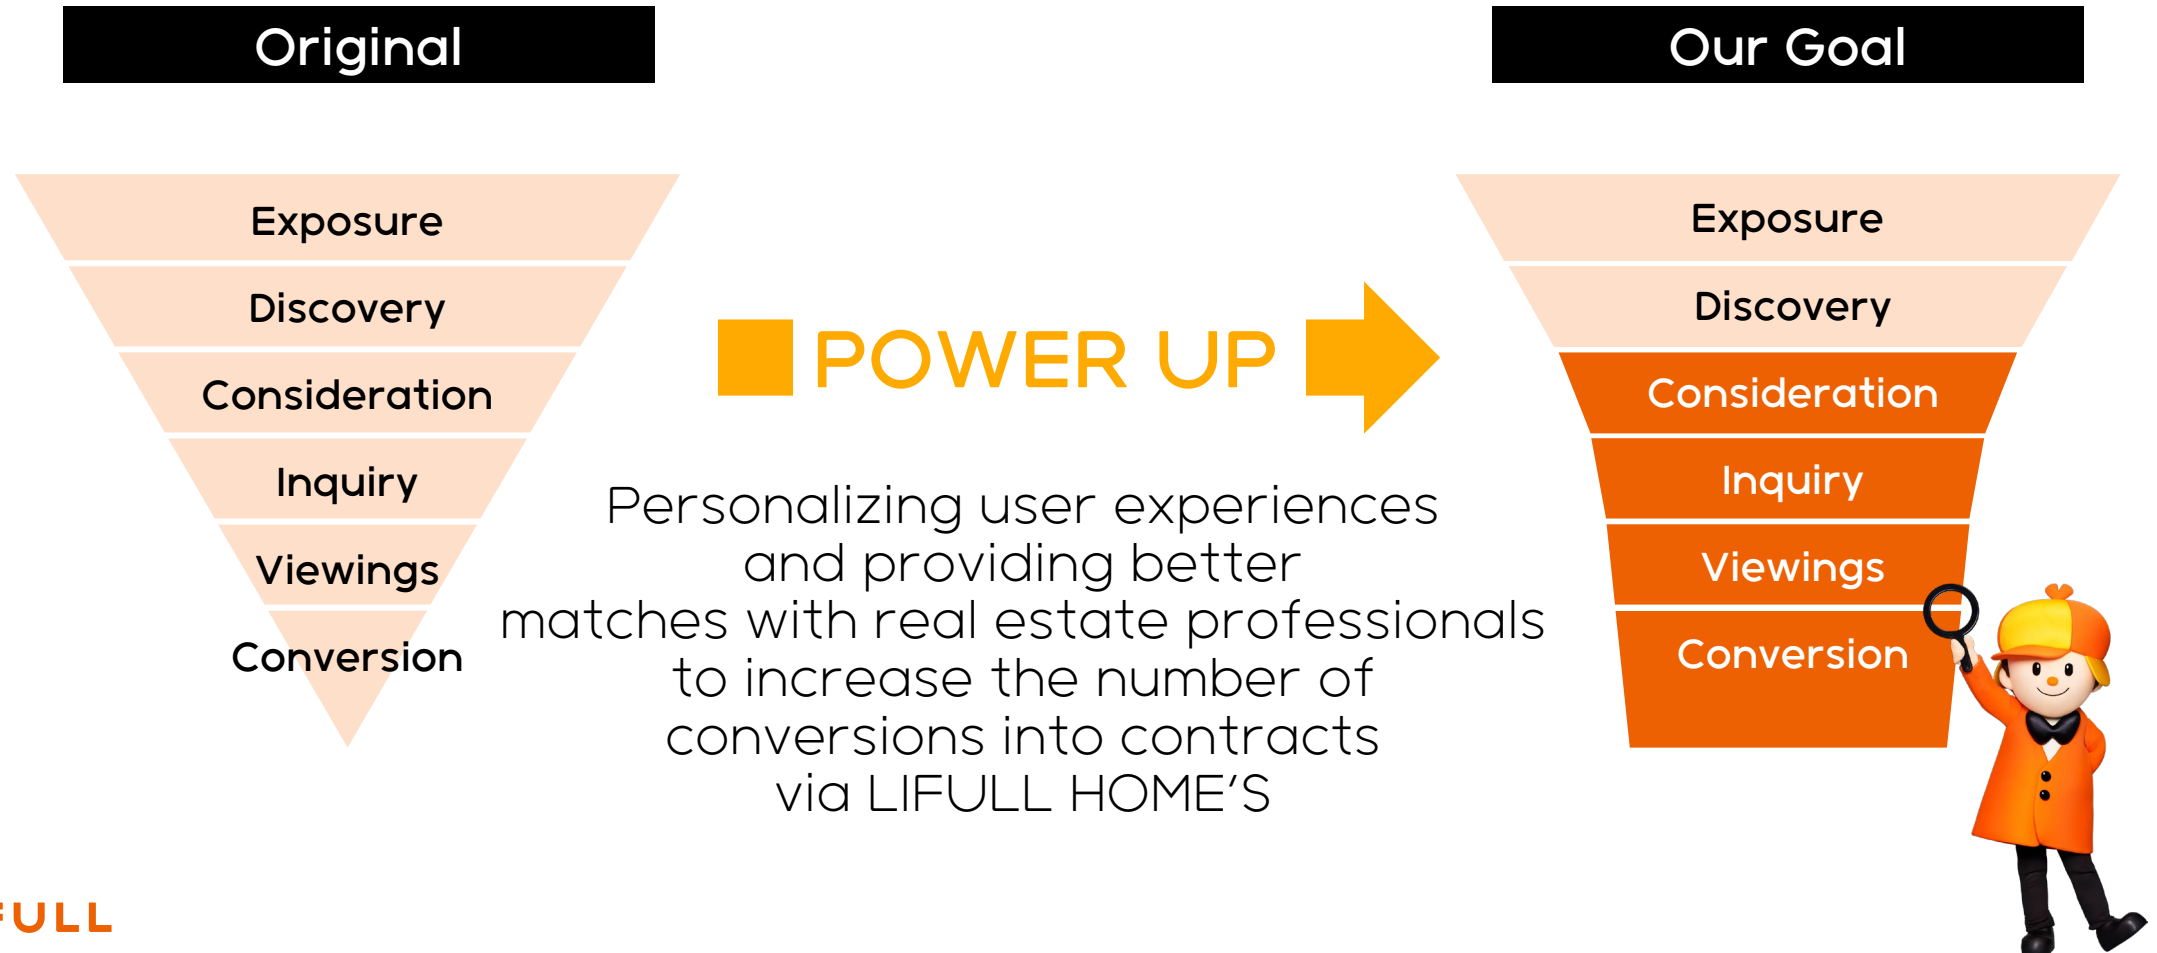 Original
Exposure
Discovery
Consideration
Inquiry
Viewings
Conversion
POWER UP
Personalizing user experiences
and providing better
matches with real estate professionals
to increase the number of
conversions into contracts
via LIFULL HOME'S
Our Goal
Exposure
Discovery
Consideration
Inquiry
Viewings
Conversion
FULL